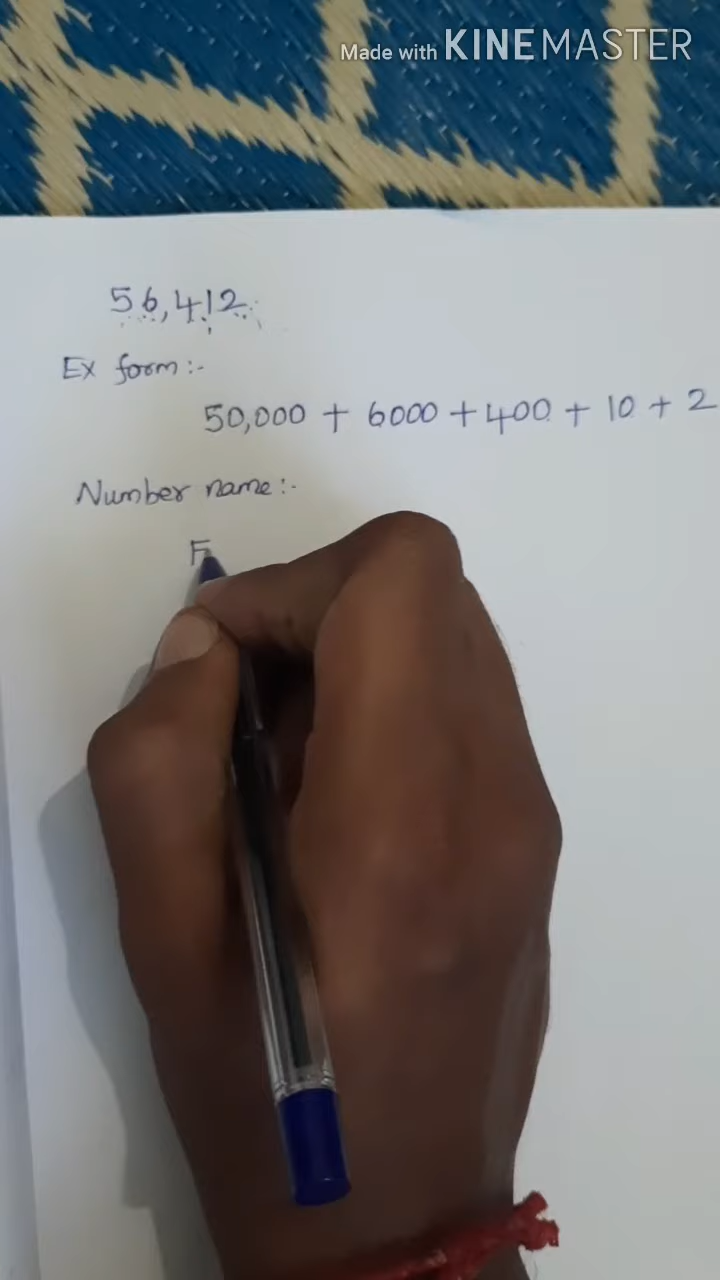 Made with KINEMASTER
56,412
Ex form:-
50,000 + 6000 + 400 + 10 + 2
Number name:-
F